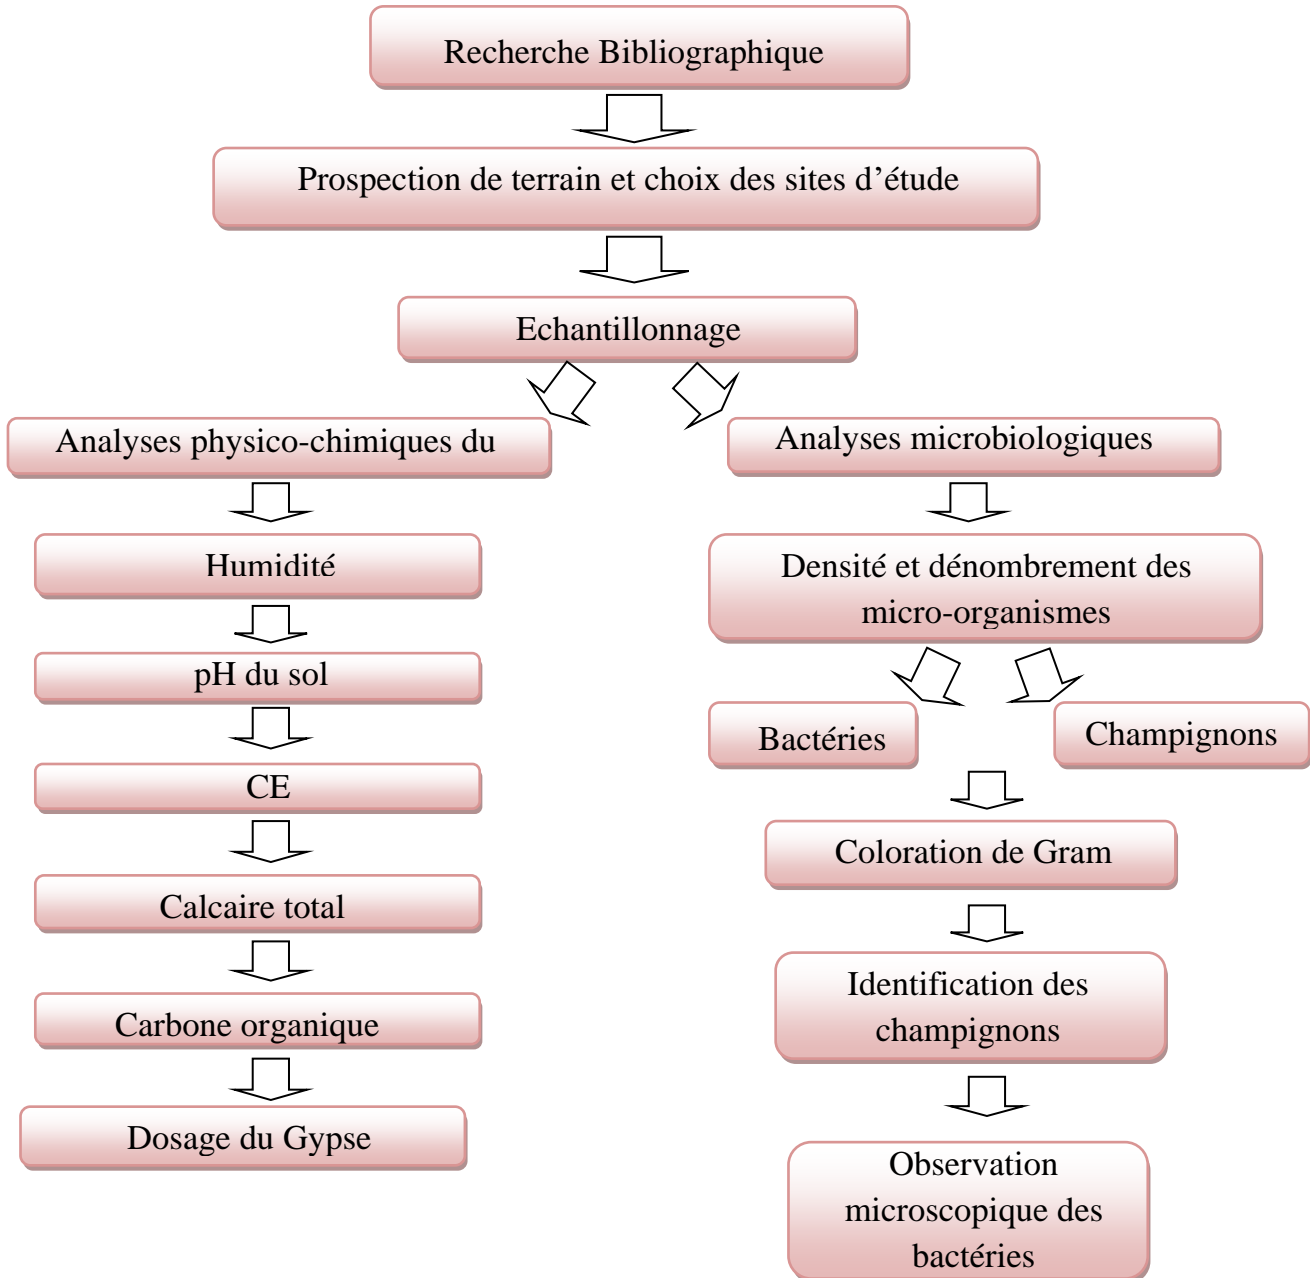 Recherche Bibliographique
Prospection de terrain et choix des sites d’étude
Echantillonnage
Analyses physico-chimiques du
Humidité
pH du sol
CE
Calcaire total
Carbone organique
Dosage du Gypse
Analyses microbiologiques
Densité et dénombrement des
micro-organismes
Bactéries
Champignons
Coloration de Gram
Identification des
champignons
Observation
microscopique des
bactéries